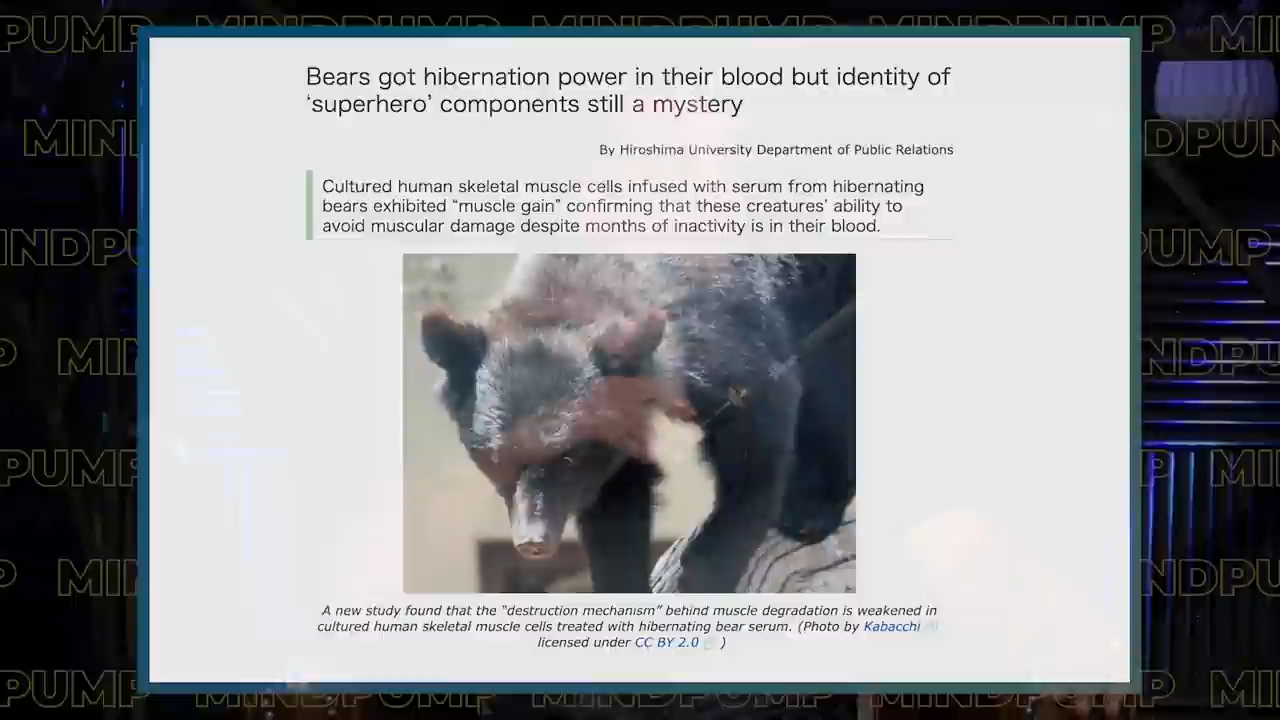 Bears got hibernation power in their blood but identity of
‘superhero’ components still a mystery
By Hiroshima University Department of Public Relations
Cultured human skeletal muscle cells infused with serum from hibernating
bears exhibited “muscle gain” confirming that these creatures’ ability to
avoid muscular damage despite months of inactivity is in their blood.
A new study found that the “destruction mechanism” behind muscle degradation is weakened in
cultured human skeletal muscle cells treated with hibernating bear serum. (Photo by Kabacchi
licensed under CC BY 2.0 )